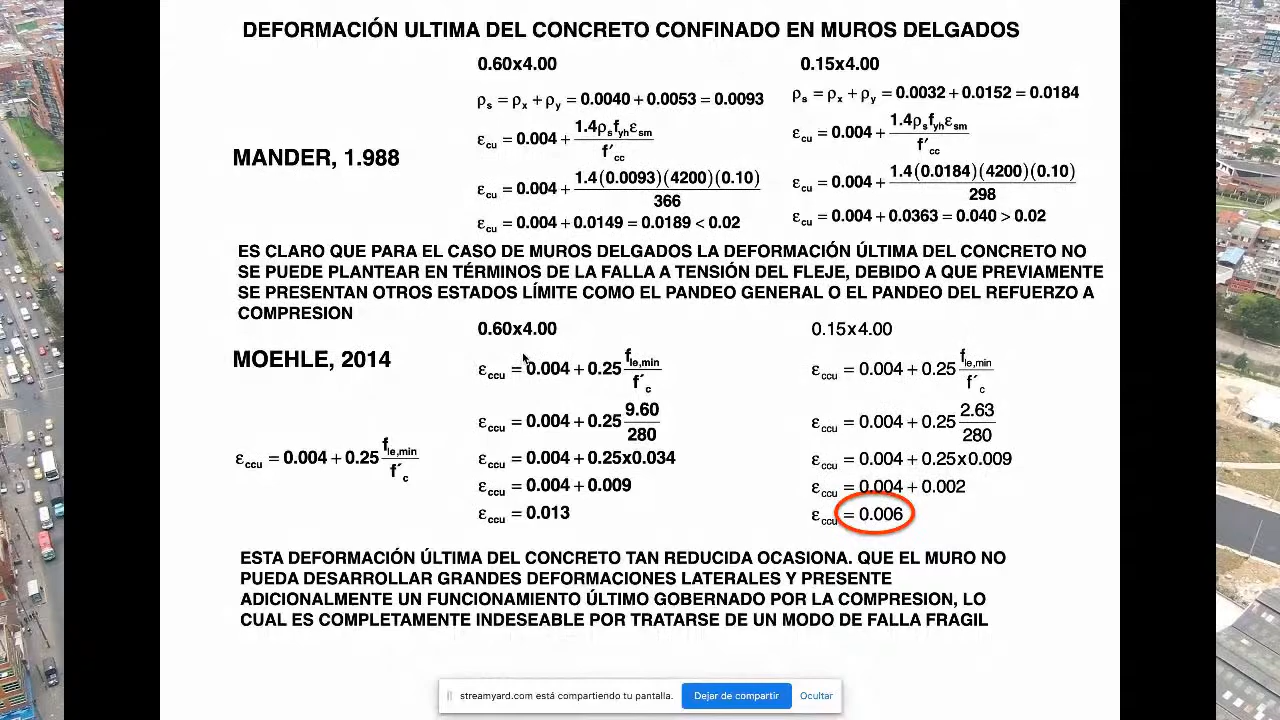 DEFORMACIÓN ULTIMA DEL CONCRETO CONFINADO EN MUROS DELGADOS
0.60x4.00
ρs = ρx + ρy = 0.0040 + 0.0053 = 0.0093
εcu = 0.004 + 1.4ρsfyhεsm / f'cc
εcu = 0.004 + 1.4(0.0093)(4200)(0.10) / 366
εcu = 0.004 + 0.0149 = 0.0189 < 0.02
0.15x4.00
ρs = ρx + ρy = 0.0032 + 0.0152 = 0.0184
εcu = 0.004 + 1.4ρsfyhεsm / f'cc
εcu = 0.004 + 1.4(0.0184)(4200)(0.10) / 298
εcu = 0.004 + 0.0363 = 0.040 > 0.02
MANDER, 1.988
ES CLARO QUE PARA EL CASO DE MUROS DELGADOS LA DEFORMACIÓN ÚLTIMA DEL CONCRETO NO
SE PUEDE PLANTEAR EN TÉRMINOS DE LA FALLA A TENSIÓN DEL FLEJE, DEBIDO A QUE PREVIAMENTE
SE PRESENTAN OTROS ESTADOS LÍMITE COMO EL PANDEO GENERAL O EL PANDEO DEL REFUERZO A
COMPRESION
MOEHLE, 2014
εccu = 0.004 + 0.25 fle,min / f´c
0.60x4.00
εccu = 0.004 + 0.25 fle,min / f´c
εccu = 0.004 + 0.25 9.60 / 280
εccu = 0.004 + 0.25x0.034
εccu = 0.004 + 0.009
εccu = 0.013
0.15x4.00
εccu = 0.004 + 0.25 fle,min / f´c
εccu = 0.004 + 0.25 2.63 / 280
εccu = 0.004 + 0.25x0.009
εccu = 0.004 + 0.002
εccu = 0.006
ESTA DEFORMACIÓN ÚLTIMA DEL CONCRETO TAN REDUCIDA OCASIONA. QUE EL MURO NO
PUEDA DESARROLLAR GRANDES DEFORMACIONES LATERALES Y PRESENTE
ADICIONALMENTE UN FUNCIONAMIENTO ÚLTIMO GOBERNADO POR LA COMPRESION, LO
CUAL ES COMPLETAMENTE INDESEABLE POR TRATARSE DE UN MODO DE FALLA FRAGIL
streamyard.com está compartiendo tu pantalla.
Dejar de compartir
Ocultar